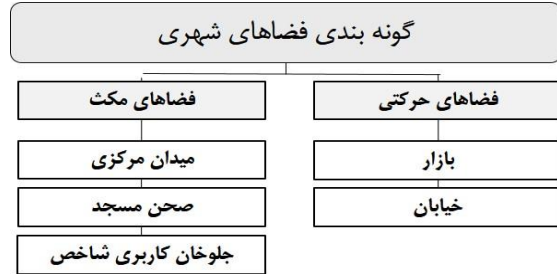 گونه بندی فضاهای شهری
فضاهای حرکتی
بازار
خیابان
فضاهای مکث
میدان مرکزی
صحن مسجد
جلوخان کاربری شاخص